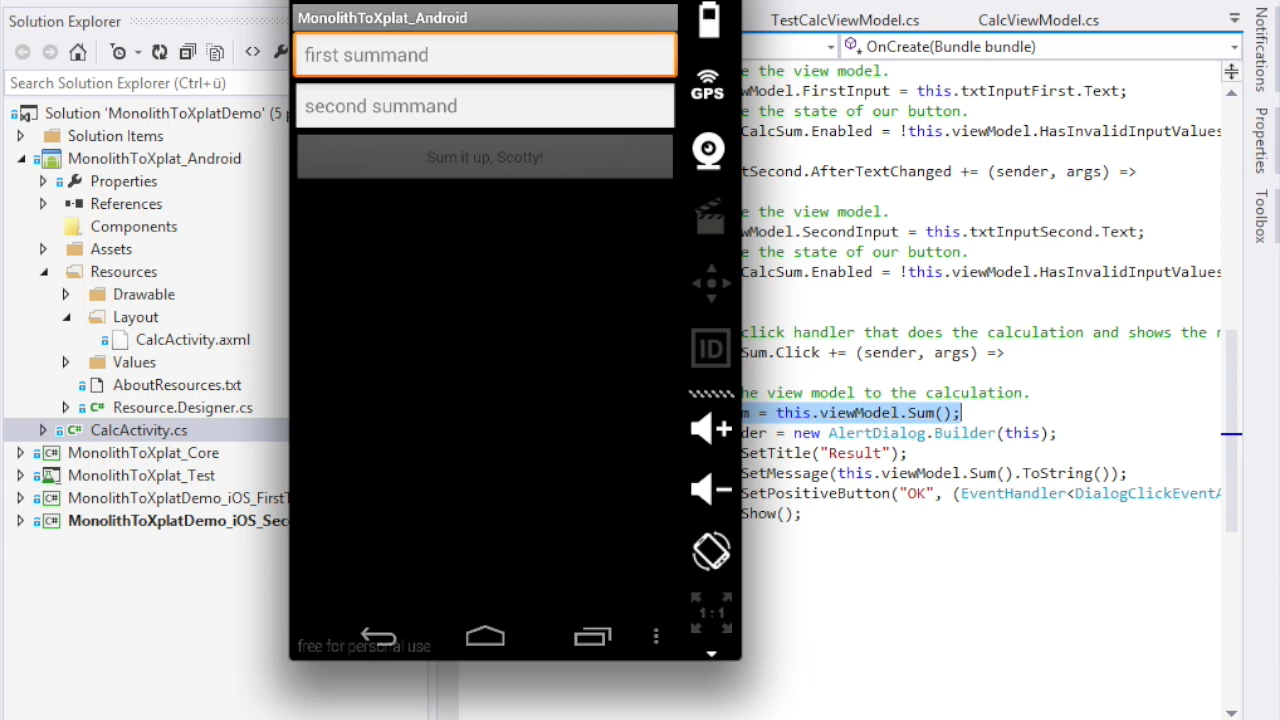 Solution Explorer
Search Solution Explorer (Ctrl+ü)
Solution 'MonolithToXplatDemo' (5 p
Solution Items
MonolithToXplat_Android
Properties
References
Components
Assets
Resources
Drawable
Layout
CalcActivity.axml
Values
AboutResources.txt
Resource.Designer.cs
CalcActivity.cs
MonolithToXplat_Core
MonolithToXplat_Test
MonolithToXplatDemo_iOS_FirstT
MonolithToXplatDemo_iOS_Sec
MonolithToXplat_Android
first summand
second summand
Sum it up, Scotty!
free for personal use
GPS
ID
1:1
TestCalcViewModel.cs
CalcViewModel.cs
OnCreate(Bundle bundle)
e the view model.
wModel.FirstInput = this.txtInputFirst.Text;
e the state of our button.
CalcSum.Enabled = !this.viewModel.HasInvalidInputValues
tSecond.AfterTextChanged += (sender, args) =>
e the view model.
wModel.SecondInput = this.txtInputSecond.Text;
e the state of our button.
CalcSum.Enabled = !this.viewModel.HasInvalidInputValues
click handler that does the calculation and shows the r
Sum.Click += (sender, args) =>
he view model to the calculation.
m = this.viewModel.Sum();
der = new AlertDialog.Builder(this);
SetTitle("Result");
SetMessage(this.viewModel.Sum().ToString());
SetPositiveButton("OK", (EventHandler<DialogClickEventA
Show();
Notifications
Properties
Toolbox